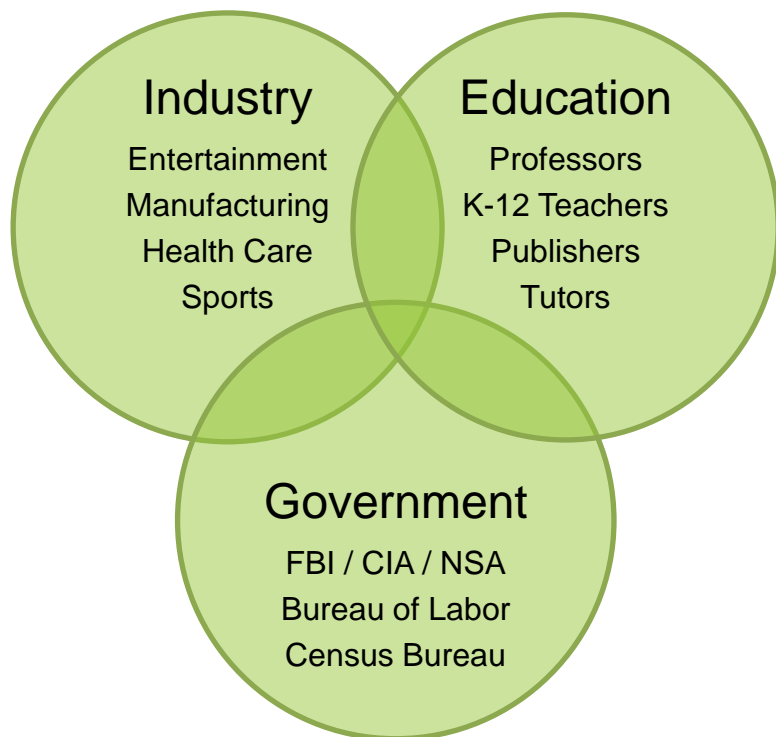 Industry
Entertainment
Manufacturing
Health Care
Sports
Education
Professors
K-12 Teachers
Publishers
Tutors
Government
FBI / CIA / NSA
Bureau of Labor
Census Bureau